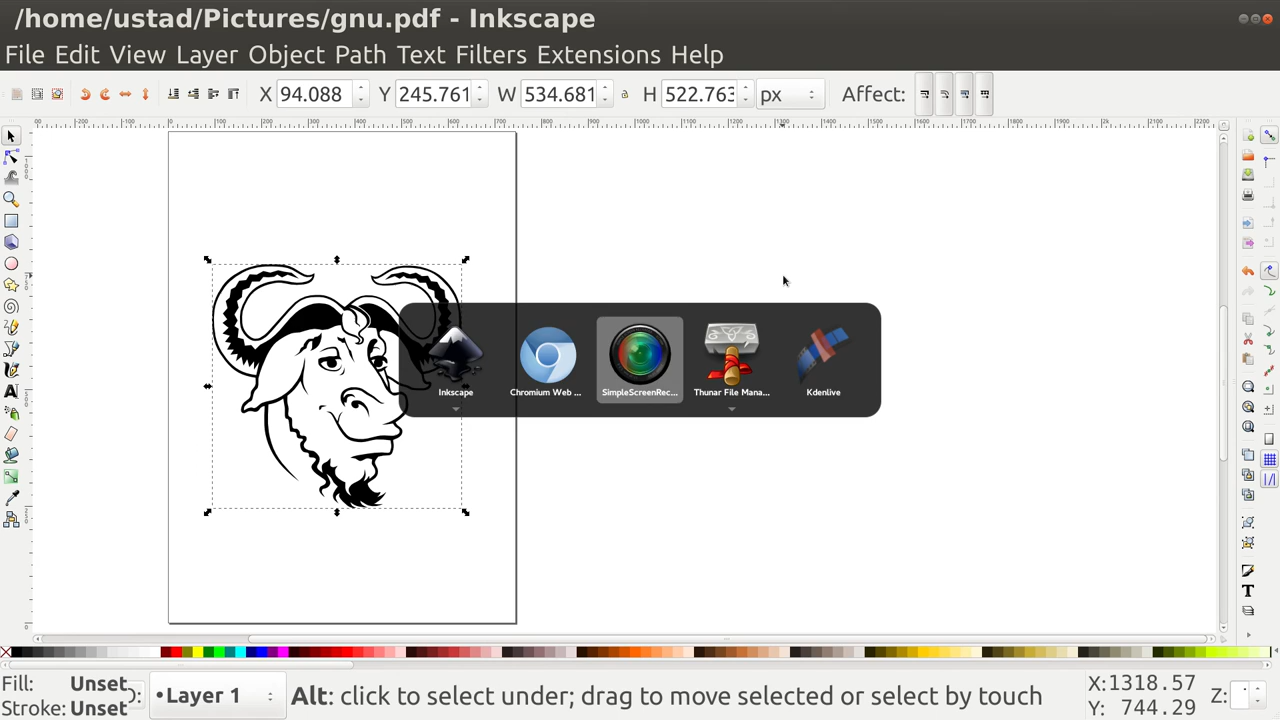 /home/ustad/Pictures/gnu.pdf - Inkscape
File Edit View Layer Object Path Text Filters Extensions Help
X 94.088 Y 245.761 W 534.681 H 522.763 px Affect:
Inkscape Chromium Web ... SimpleScreenRec... Thunar File Mana... Kdenlive
Fill: Unset
Stroke: Unset
•Layer 1
Alt: click to select under; drag to move selected or select by touch
X:1318.57
Y: 744.29
Z: